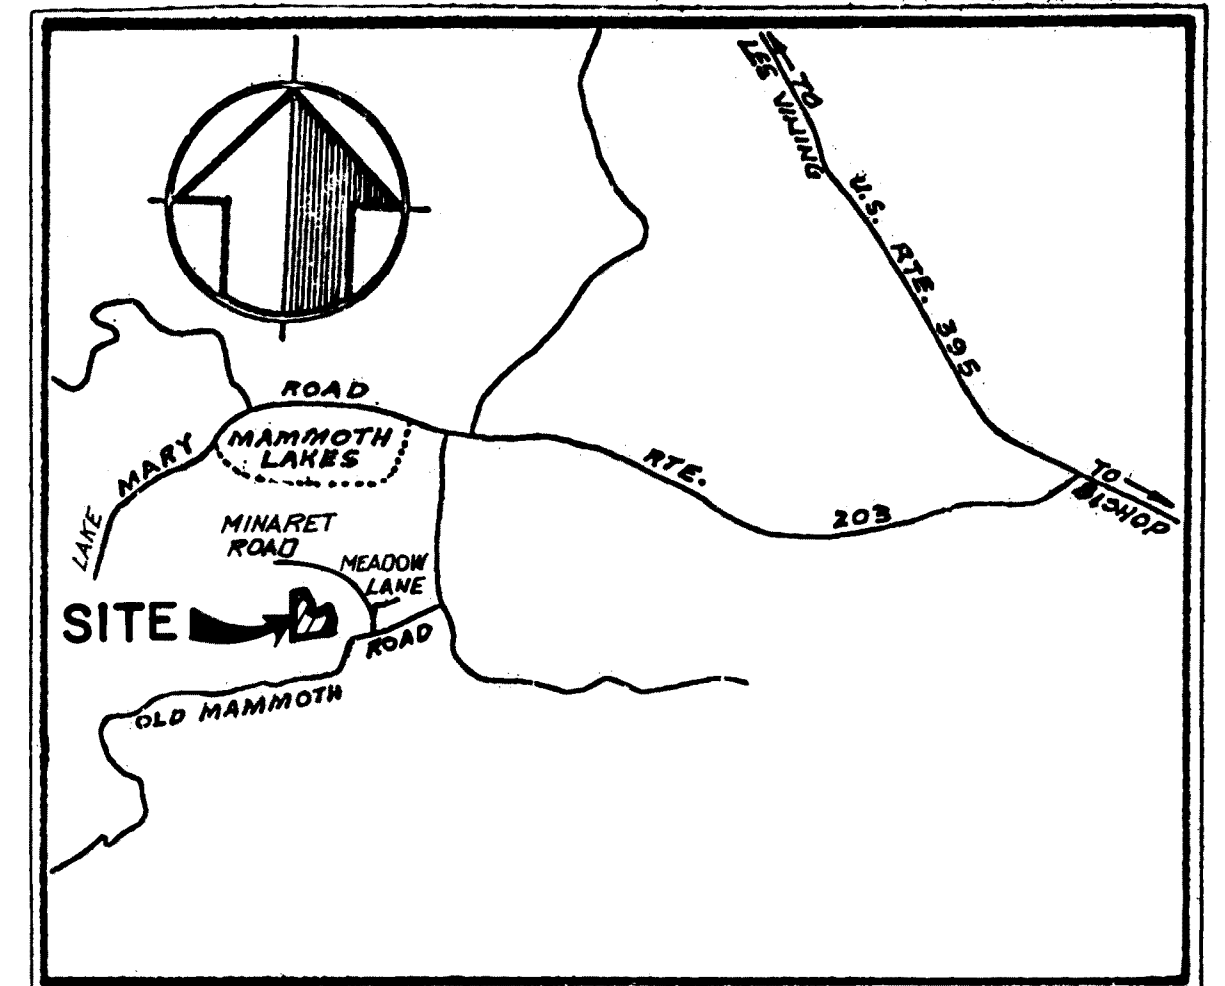 TO
LES VINING
U.S. RTE. 395
ROAD
MAMMOTH
LAKES
LAKE MARY
RTE. 203
TO
BISHOP
MINARET
ROAD
MEADOW
LANE
SITE
OLD MAMMOTH ROAD